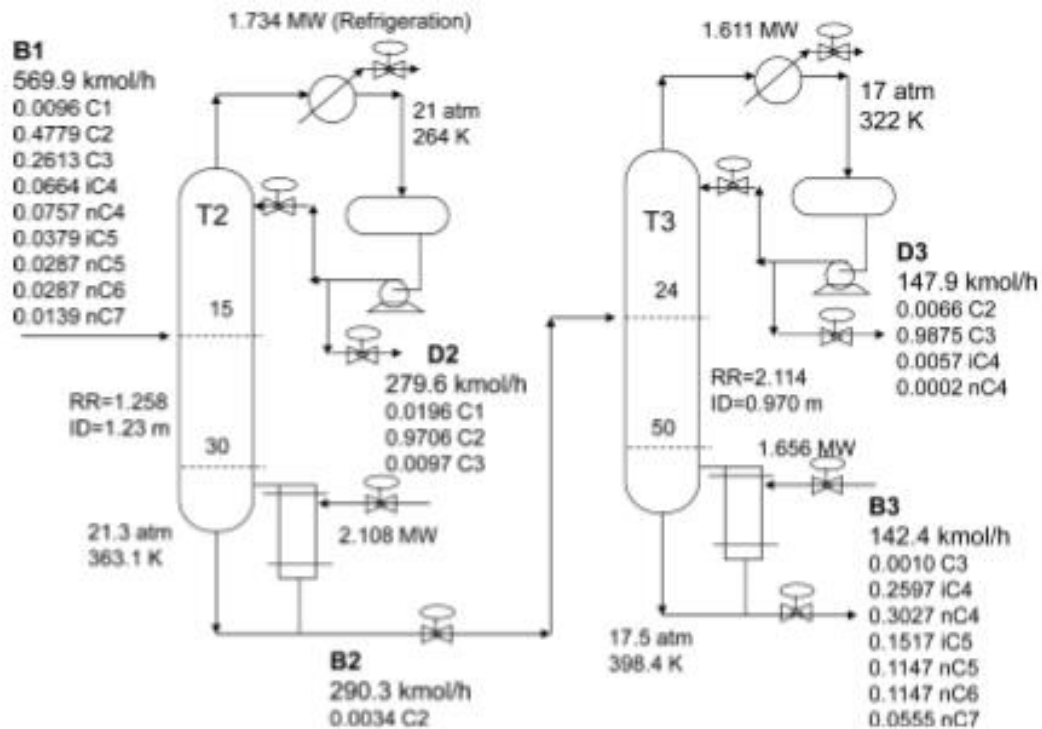 1.734 MW (Refrigeration)
B1
569.9 kmol/h
0.0096 C1
0.4779 C2
0.2613 C3
0.0664 iC4
0.0757 nC4
0.0379 iC5
0.0287 nC5
0.0287 nC6
0.0139 nC7
21 atm
264 K
T2
15
30
RR=1.258
ID=1.23 m
D2
279.6 kmol/h
0.0196 C1
0.9706 C2
0.0097 C3
21.3 atm
363.1 K
2.108 MW
B2
290.3 kmol/h
0.0034 C2
1.611 MW
17 atm
322 K
T3
24
50
RR=2.114
ID=0.970 m
D3
147.9 kmol/h
0.0066 C2
0.9875 C3
0.0057 iC4
0.0002 nC4
1.656 MW
17.5 atm
398.4 K
B3
142.4 kmol/h
0.0010 C3
0.2597 iC4
0.3027 nC4
0.1517 iC5
0.1147 nC5
0.1147 nC6
0.0555 nC7